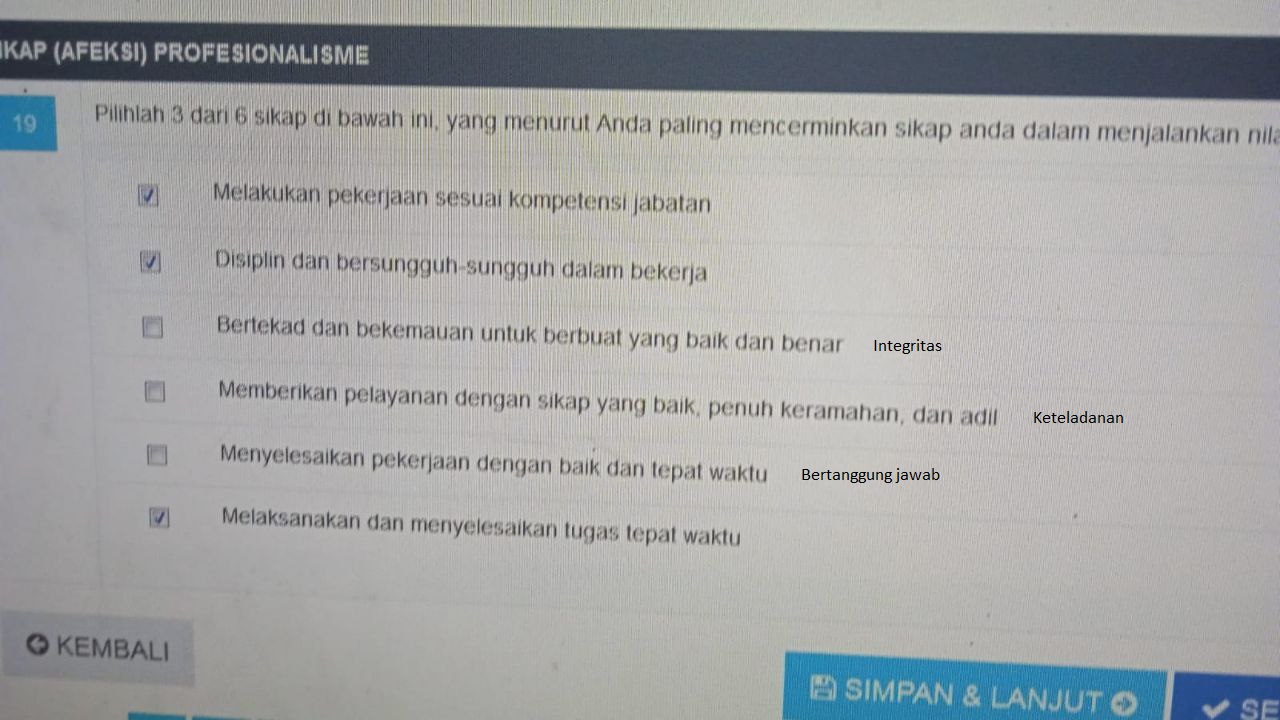 (AFEKSI) PROFESIONALISME
19
Pilihlah 3 dari 6 sikap di bawah ini, yang menurut Anda paling mencerminkan sikap anda dalam menjalankan
Melakukan pekerjaan sesuai kompetensi jabatan
Disiplin dan bersungguh-sungguh dalam bekerja
Bertekad dan bekemauan untuk berbuat yang baik dan benar Integritas
Memberikan pelayanan dengan sikap yang baik, penuh keramahan, dan adil Keteladanan
Menyelesaikan pekerjaan dengan baik dan tepat waktu Bertanggung jawab
Melaksanakan dan menyelesaikan tugas tepat waktu
KEMBALI
SIMPAN & LANJUT